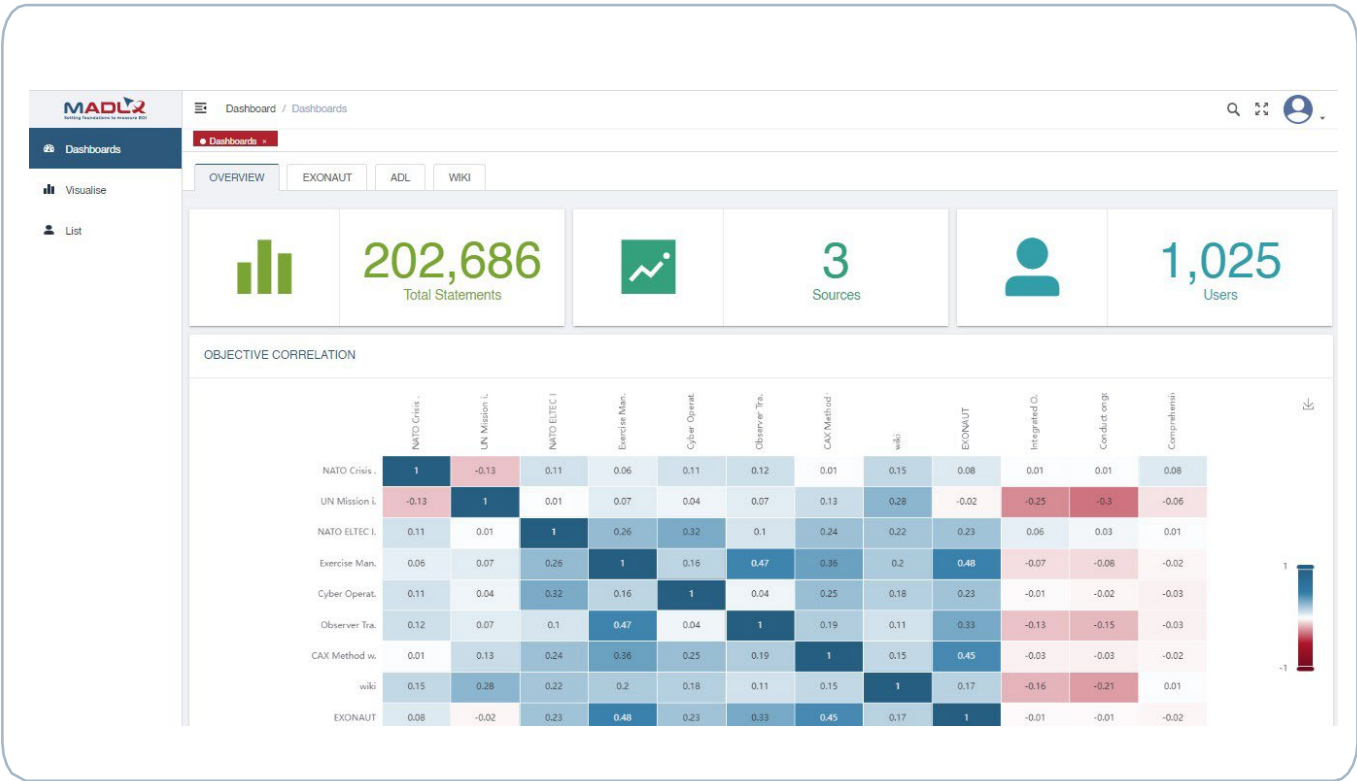 MADLx
Setting foundations to measure ROI
Dashboard / Dashboards
Dashboards
Dashboards ×
Visualise
List
OVERVIEW EXONAUT ADL WIKI
202,686
Total Statements
3
Sources
1,025
Users
OBJECTIVE CORRELATION
NATO Crisis . UN Mission i. NATO ELTEC I Exercise Man. Cyber Operat. Observer Tra. CAX Method wiki EXONAUT Integrated O. Conduct ongo Comprehensi
NATO Crisis . 1 -0.13 0.11 0.06 0.11 0.12 0.01 0.15 0.08 0.01 0.01 0.08
UN Mission i. -0.13 1 0.01 0.07 0.04 0.07 0.13 0.28 -0.02 -0.25 -0.3 -0.06
NATO ELTEC I. 0.11 0.01 1 0.26 0.32 0.1 0.24 0.22 0.23 0.06 0.03 0.01
Exercise Man. 0.06 0.07 0.26 1 0.16 0.47 0.36 0.2 0.48 -0.07 -0.08 -0.02
Cyber Operat. 0.11 0.04 0.32 0.16 1 0.04 0.25 0.18 0.23 -0.01 -0.02 -0.03
Observer Tra. 0.12 0.07 0.1 0.47 0.04 1 0.19 0.11 0.33 -0.13 -0.15 -0.03
CAX Method w. 0.01 0.13 0.24 0.36 0.25 0.19 1 0.15 0.45 -0.03 -0.03 -0.02
wiki 0.15 0.28 0.22 0.2 0.18 0.11 0.15 1 0.17 -0.16 -0.21 0.01
EXONAUT 0.08 -0.02 0.23 0.48 0.23 0.33 0.45 0.17 1 -0.01 -0.01 -0.02
1
-1